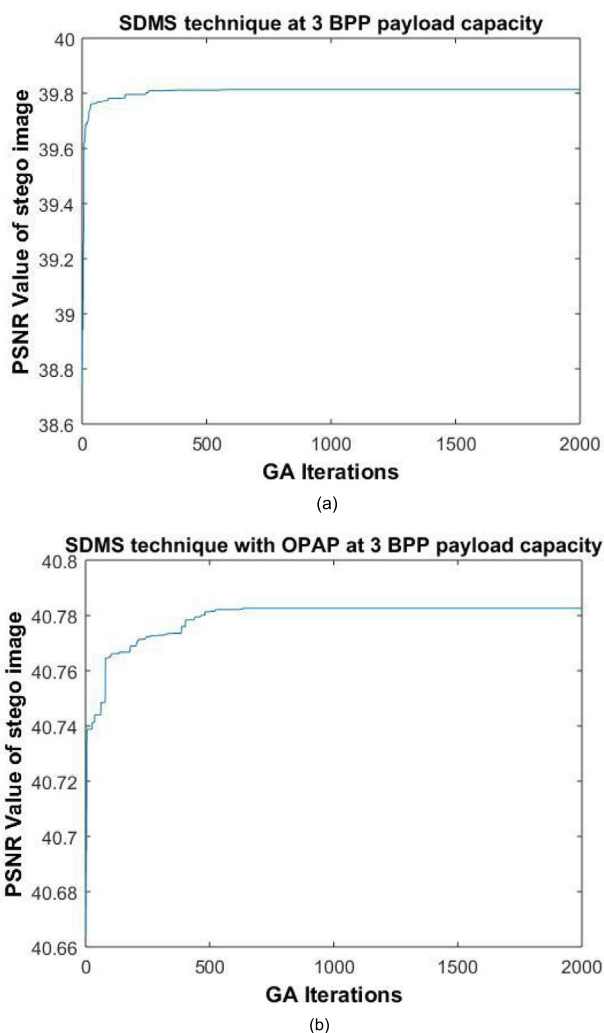 SDMS technique at 3 BPP payload capacity
40
39.8
39.6
39.4
39.2
39
38.8
38.6
PSNR Value of stego image
0 500 1000 1500 2000
GA Iterations
(a)
SDMS technique with OPAP at 3 BPP payload capacity
40.8
40.78
40.76
40.74
40.72
40.7
40.68
40.66
PSNR Value of stego image
0 500 1000 1500 2000
GA Iterations
(b)